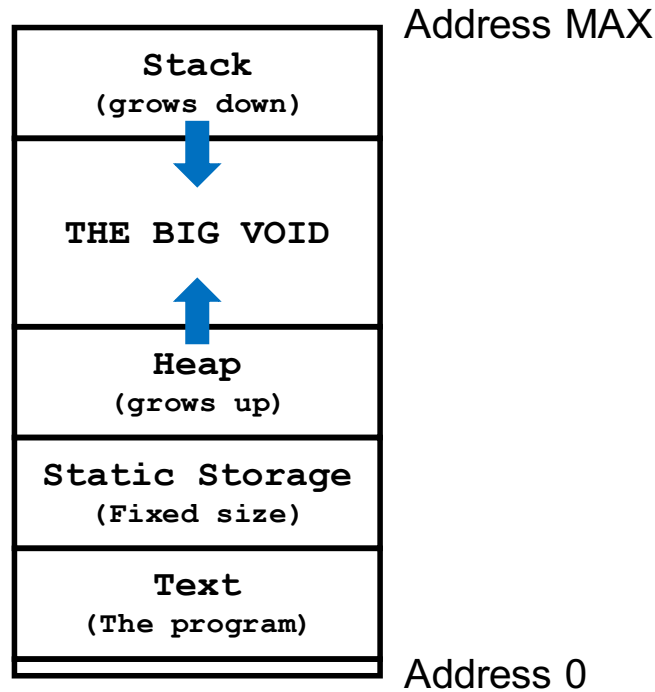 Address MAX
Stack
(grows down)
THE BIG VOID
Heap
(grows up)
Static Storage
(Fixed size)
Text
(The program)
Address 0